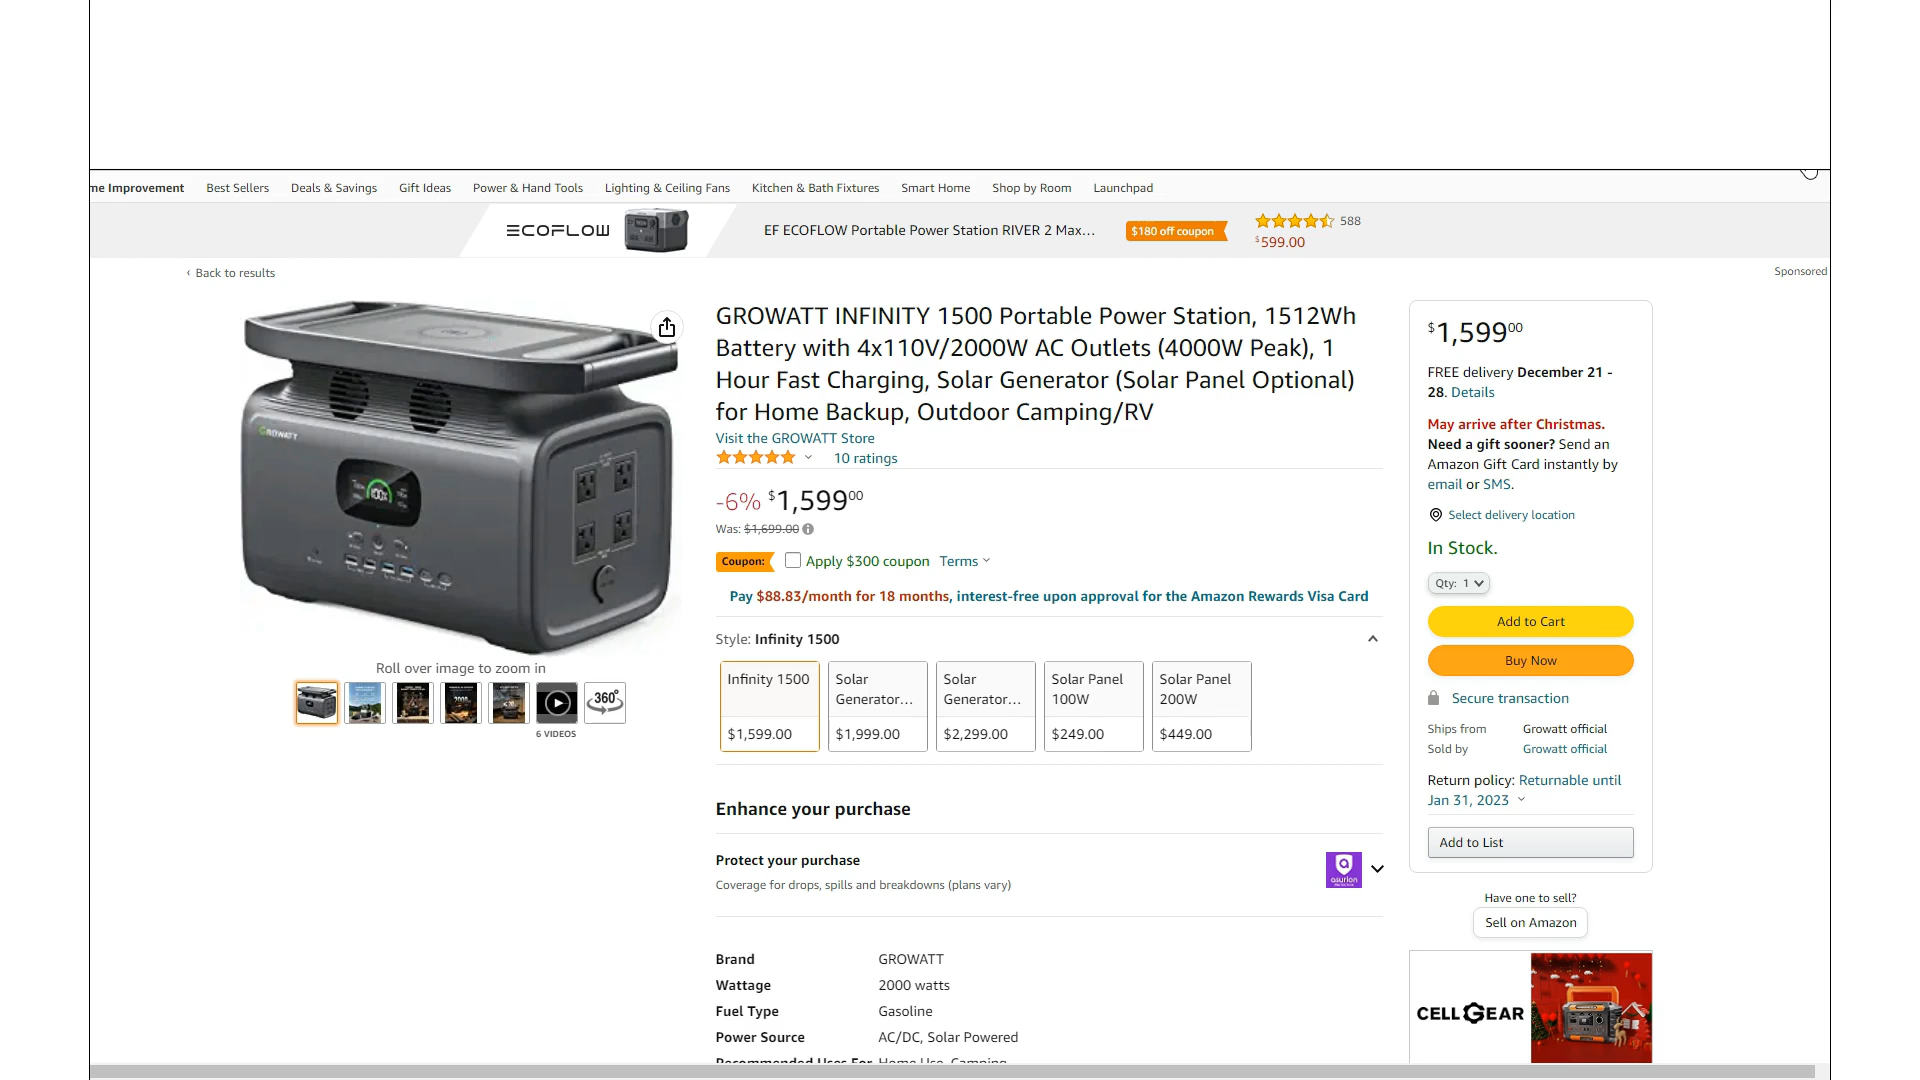 me Improvement Best Sellers Deals & Savings Gift Ideas Power & Hand Tools Lighting & Ceiling Fans Kitchen & Bath Fixtures Smart Home Shop by Room Launchpad
ECOFLOW EF ECOFLOW Portable Power Station RIVER 2 Max... $180 off coupon 588
$599.00
‹ Back to results
Sponsored
GROWATT
100%
Roll over image to zoom in
360°
6 VIDEOS
GROWATT INFINITY 1500 Portable Power Station, 1512Wh
Battery with 4x110V/2000W AC Outlets (4000W Peak), 1
Hour Fast Charging, Solar Generator (Solar Panel Optional)
for Home Backup, Outdoor Camping/RV
Visit the GROWATT Store
10 ratings
-6% $1,599.00
Was: $1,699.00
Coupon: Apply $300 coupon Terms
Pay $88.83/month for 18 months, interest-free upon approval for the Amazon Rewards Visa Card
Style: Infinity 1500
Infinity 1500
$1,599.00
Solar
Generator...
$1,999.00
Solar
Generator...
$2,299.00
Solar Panel
100W
$249.00
Solar Panel
200W
$449.00
Enhance your purchase
Protect your purchase
Coverage for drops, spills and breakdowns (plans vary)
asurion
Brand GROWATT
Wattage 2000 watts
Fuel Type Gasoline
Power Source AC/DC, Solar Powered
Recommended Uses For Home Use, Camping
$1,599.00
FREE delivery December 21 -
28. Details
May arrive after Christmas.
Need a gift sooner? Send an
Amazon Gift Card instantly by
email or SMS.
Select delivery location
In Stock.
Qty: 1
Add to Cart
Buy Now
Secure transaction
Ships from Growatt official
Sold by Growatt official
Return policy: Returnable until
Jan 31, 2023
Add to List
Have one to sell?
Sell on Amazon
CELLGEAR